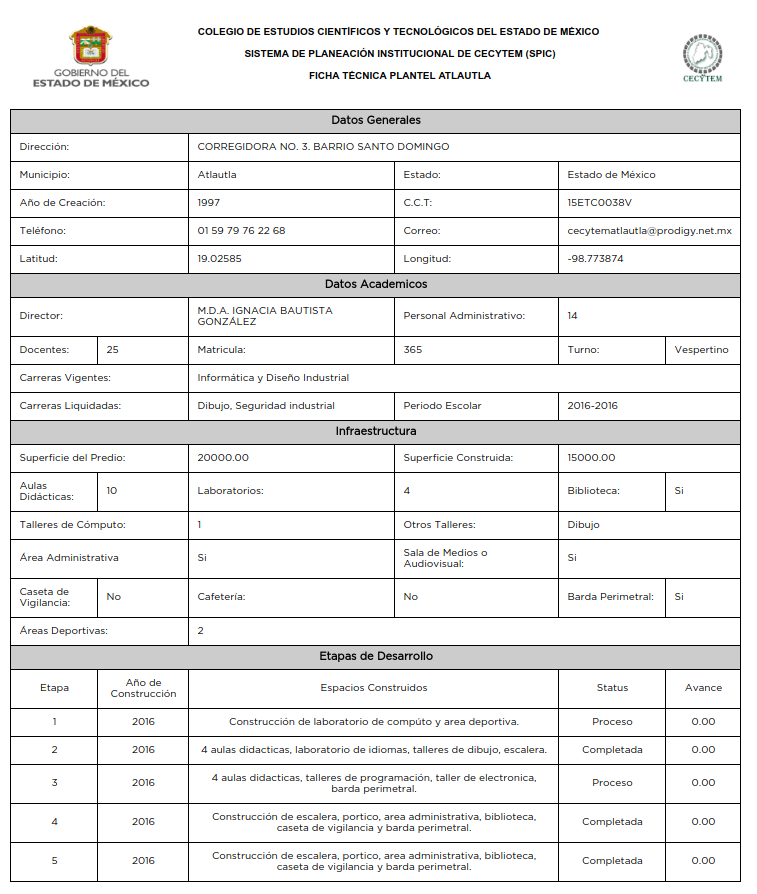 COLEGIO DE ESTUDIOS CIENTÍFICOS Y TECNOLÓGICOS DEL ESTADO DE MÉXICO
SISTEMA DE PLANEACIÓN INSTITUCIONAL DE CECYTEM (SPIC)
FICHA TÉCNICA PLANTEL ATLAUTLA
GOBIERNO DEL
ESTADO DE MÉXICO
CECYTEM
Datos Generales
Dirección: CORREGIDORA NO. 3. BARRIO SANTO DOMINGO
Municipio: Atlautla Estado: Estado de México
Año de Creación: 1997 C.C.T: 15ETC0038V
Teléfono: 01 59 79 76 22 68 Correo: cecytematlautla@prodigy.net.mx
Latitud: 19.02585 Longitud: -98.773874
Datos Academicos
Director: M.D.A. IGNACIA BAUTISTA
GONZÁLEZ Personal Administrativo: 14
Docentes: 25 Matricula: 365 Turno: Vespertino
Carreras Vigentes: Informática y Diseño Industrial
Carreras Liquidadas: Dibujo, Seguridad industrial Periodo Escolar 2016-2016
Infraestructura
Superficie del Predio: 20000.00 Superficie Construida: 15000.00
Aulas
Didácticas: 10 Laboratorios: 4 Biblioteca: Si
Talleres de Cómputo: 1 Otros Talleres: Dibujo
Área Administrativa Si Sala de Medios o
Audiovisual: Si
Caseta de
Vigilancia: No Cafetería: No Barda Perimetral: Si
Áreas Deportivas: 2
Etapas de Desarrollo
Etapa Año de
Construcción Espacios Construidos Status Avance
1 2016 Construcción de laboratorio de compúto y area deportiva. Proceso 0.00
2 2016 4 aulas didacticas, laboratorio de idiomas, talleres de dibujo, escalera. Completada 0.00
3 2016 4 aulas didacticas, talleres de programación, taller de electronica,
barda perimetral. Proceso 0.00
4 2016 Construcción de escalera, portico, area administrativa, biblioteca,
caseta de vigilancia y barda perimetral. Completada 0.00
5 2016 Construcción de escalera, portico, area administrativa, biblioteca,
caseta de vigilancia y barda perimetral. Completada 0.00